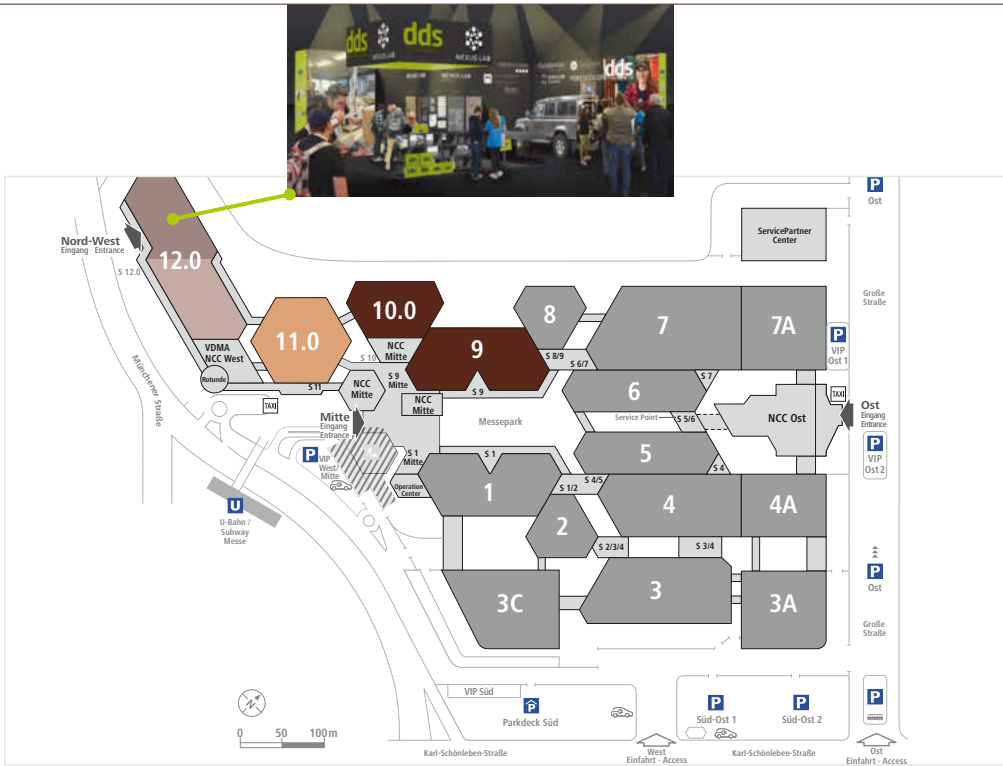 dds
NEXUS LAB
dds
NEXUS LAB
dds
NEXUS LAB
P
Ost
ServicePartner
Center
Nord-West
Eingang · Entrance
12.0
S 12.0
Große
Straße
10.0
8
7
7A
11.0
NCC
Mitte
9
P
VIP
Ost 1
VDMA
NCC West
S 10
S 8/9
S 6/7
Rotunde
S 11
NCC
Mitte
S 9
Mitte
S 9
6
S 7
TAXI
NCC
Mitte
TAXI
Münchener Straße
Mitte
Eingang
Entrance
Messepark
Service Point
S 5/6
NCC Ost
Ost
Eingang
Entrance
P
VIP
West/
Mitte
S 1
Mitte
S 1
5
S 4
P
VIP
Ost 2
Operation
Center
1
S 1/2
S 4/5
4
4A
U
U-Bahn /
Subway
Messe
2
S 2/3/4
S 3/4
P
Ost
3C
3
3A
Große
Straße
VIP Süd
P
Parkdeck Süd
P
Süd-Ost 1
P
Süd-Ost 2
P
N
0 50 100 m
Karl-Schönleben-Straße
West
Einfahrt · Access
Karl-Schönleben-Straße
Ost
Einfahrt · Access